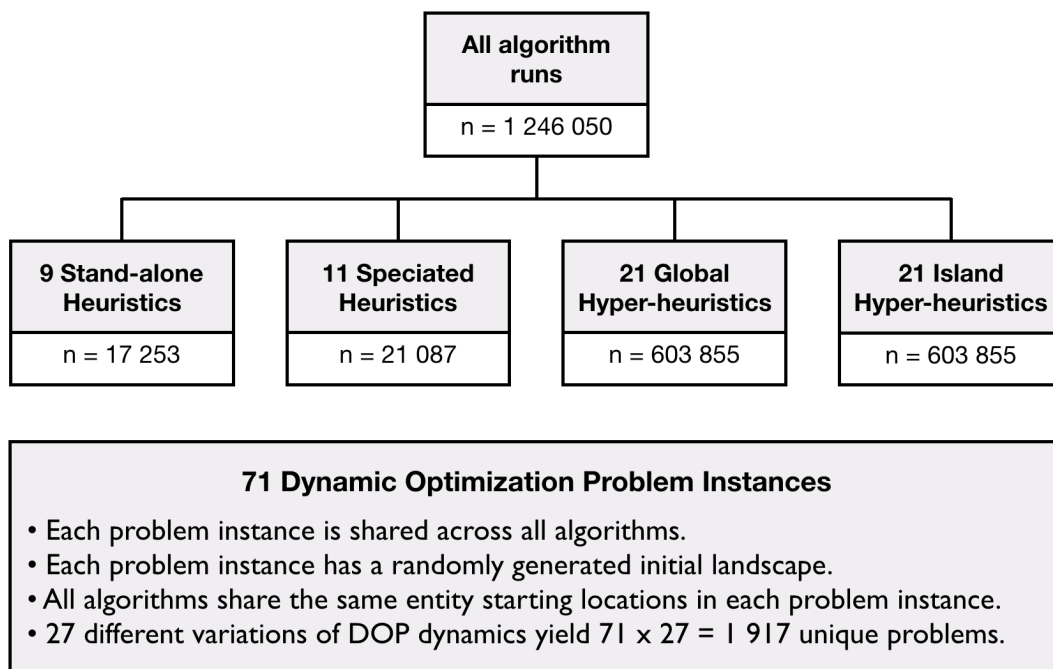 All algorithm
runs
n = 1 246 050
9 Stand-alone
Heuristics
n = 17 253
11 Speciated
Heuristics
n = 21 087
21 Global
Hyper-heuristics
n = 603 855
21 Island
Hyper-heuristics
n = 603 855
71 Dynamic Optimization Problem Instances
• Each problem instance is shared across all algorithms.
• Each problem instance has a randomly generated initial landscape.
• All algorithms share the same entity starting locations in each problem instance.
• 27 different variations of DOP dynamics yield 71 x 27 = 1 917 unique problems.